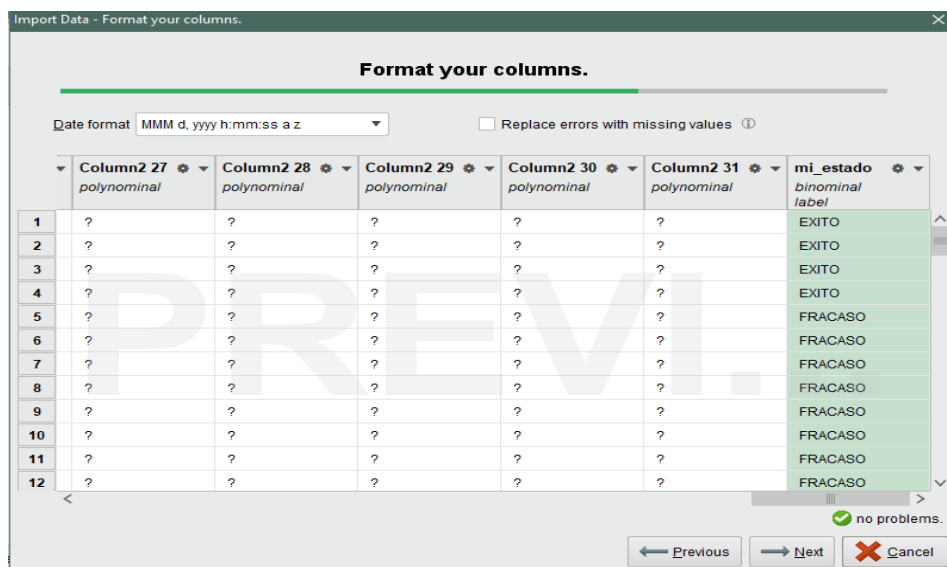 Import Data - Format your columns.
Format your columns.
Date format MMM d, yyyy h:mm:ss a z Replace errors with missing values
Column2 27 Column2 28 Column2 29 Column2 30 Column2 31 mi_estado
polynominal polynominal polynominal polynominal polynominal binominal
label
1 ? ? ? ? ? EXITO
2 ? ? ? ? ? EXITO
3 ? ? ? ? ? EXITO
4 ? ? ? ? ? EXITO
5 ? ? ? ? ? FRACASO
6 ? ? ? ? ? FRACASO
7 ? ? ? ? ? FRACASO
8 ? ? ? ? ? FRACASO
9 ? ? ? ? ? FRACASO
10 ? ? ? ? ? FRACASO
11 ? ? ? ? ? FRACASO
12 ? ? ? ? ? FRACASO
PREVI...
no problems.
Previous Next Cancel